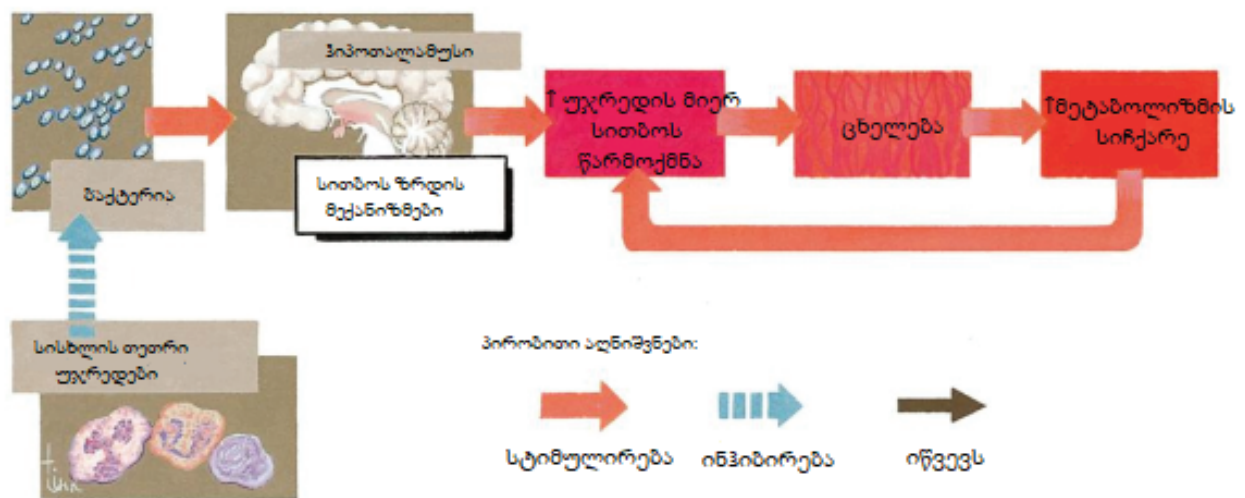 ჰიპოთალამუსი
↑ უჯრედის მიერ
სითბოს
წარმოქმნა
ცხელება
↑მეტაბოლიზმის
სიჩქარე
ბაქტერია
სითბოს ზრდის
მექანიზმები
სისხლის თეთრი
უჯრედები
პირობითი აღნიშვნები:
სტიმულირება
ინჰიბირება
იწვევს